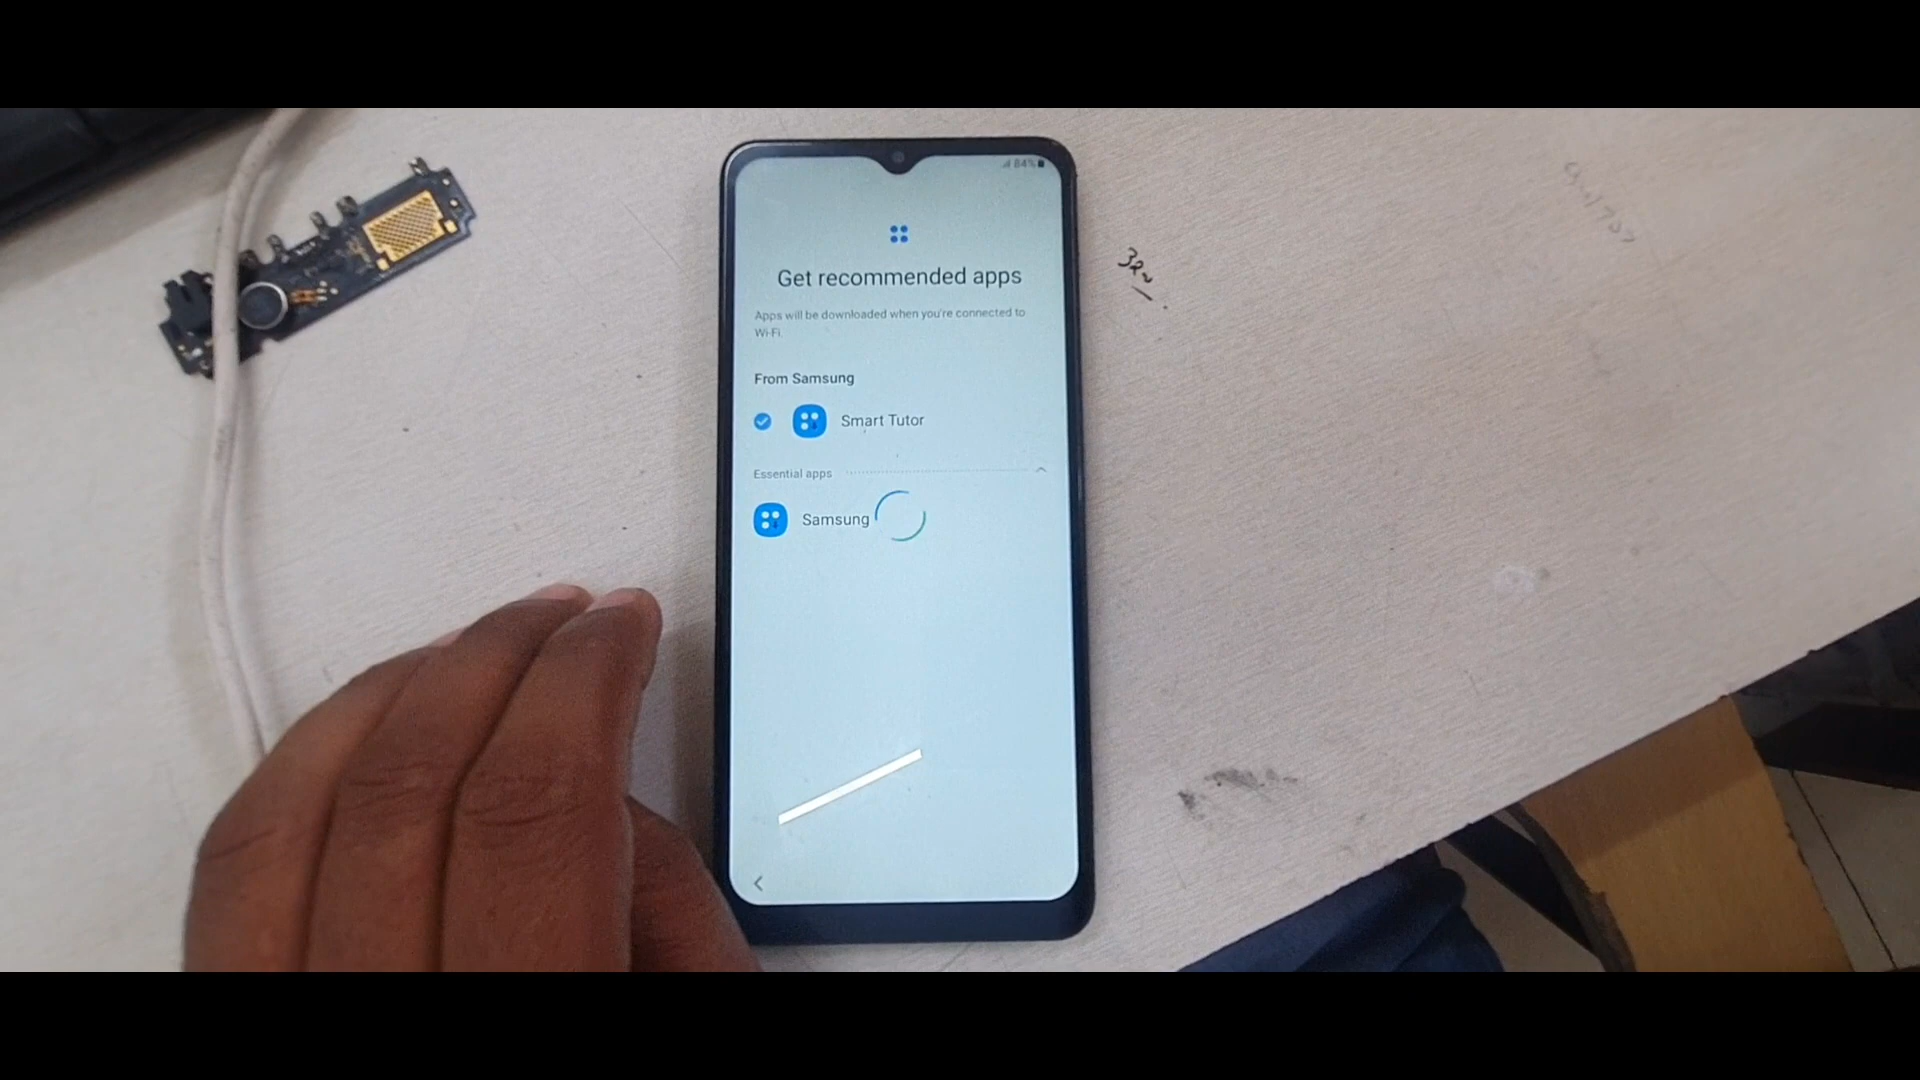 84%
Get recommended apps
Apps will be downloaded when you're connected to
Wi-Fi.
From Samsung
Smart Tutor
Essential apps
Samsung